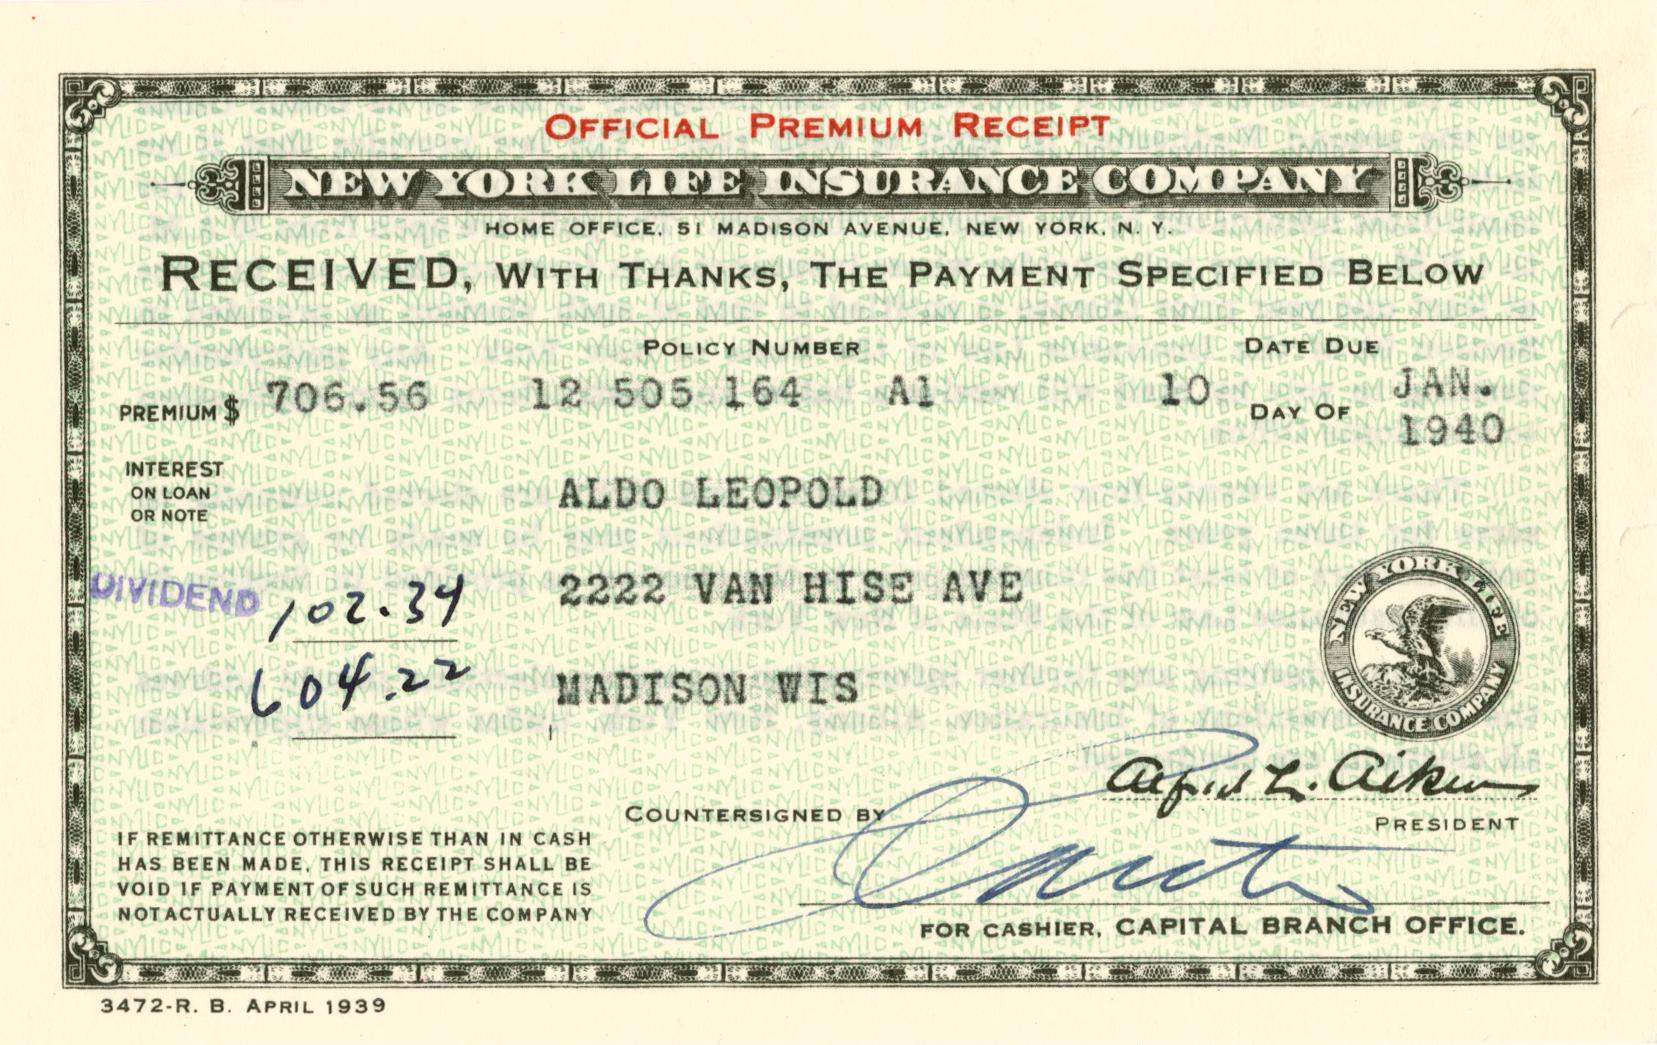 OFFICIAL PREMIUM RECEIPT
NEW YORK LIFE INSURANCE COMPANY
HOME OFFICE, 51 MADISON AVENUE, NEW YORK, N. Y.
RECEIVED, WITH THANKS, THE PAYMENT SPECIFIED BELOW
POLICY NUMBER DATE DUE
PREMIUM $ 706.56 12 505 164 A1 10 DAY OF JAN. 1940
INTEREST
ON LOAN
OR NOTE
ALDO LEOPOLD
DIVIDEND 102.34 2222 VAN HISE AVE
604.22 MADISON WIS
NEW YORK LIFE
INSURANCE COMPANY
Alfred L. Aiken
PRESIDENT
COUNTERSIGNED BY
FOR CASHIER, CAPITAL BRANCH OFFICE.
IF REMITTANCE OTHERWISE THAN IN CASH
HAS BEEN MADE, THIS RECEIPT SHALL BE
VOID IF PAYMENT OF SUCH REMITTANCE IS
NOT ACTUALLY RECEIVED BY THE COMPANY
3472-R. B. APRIL 1939